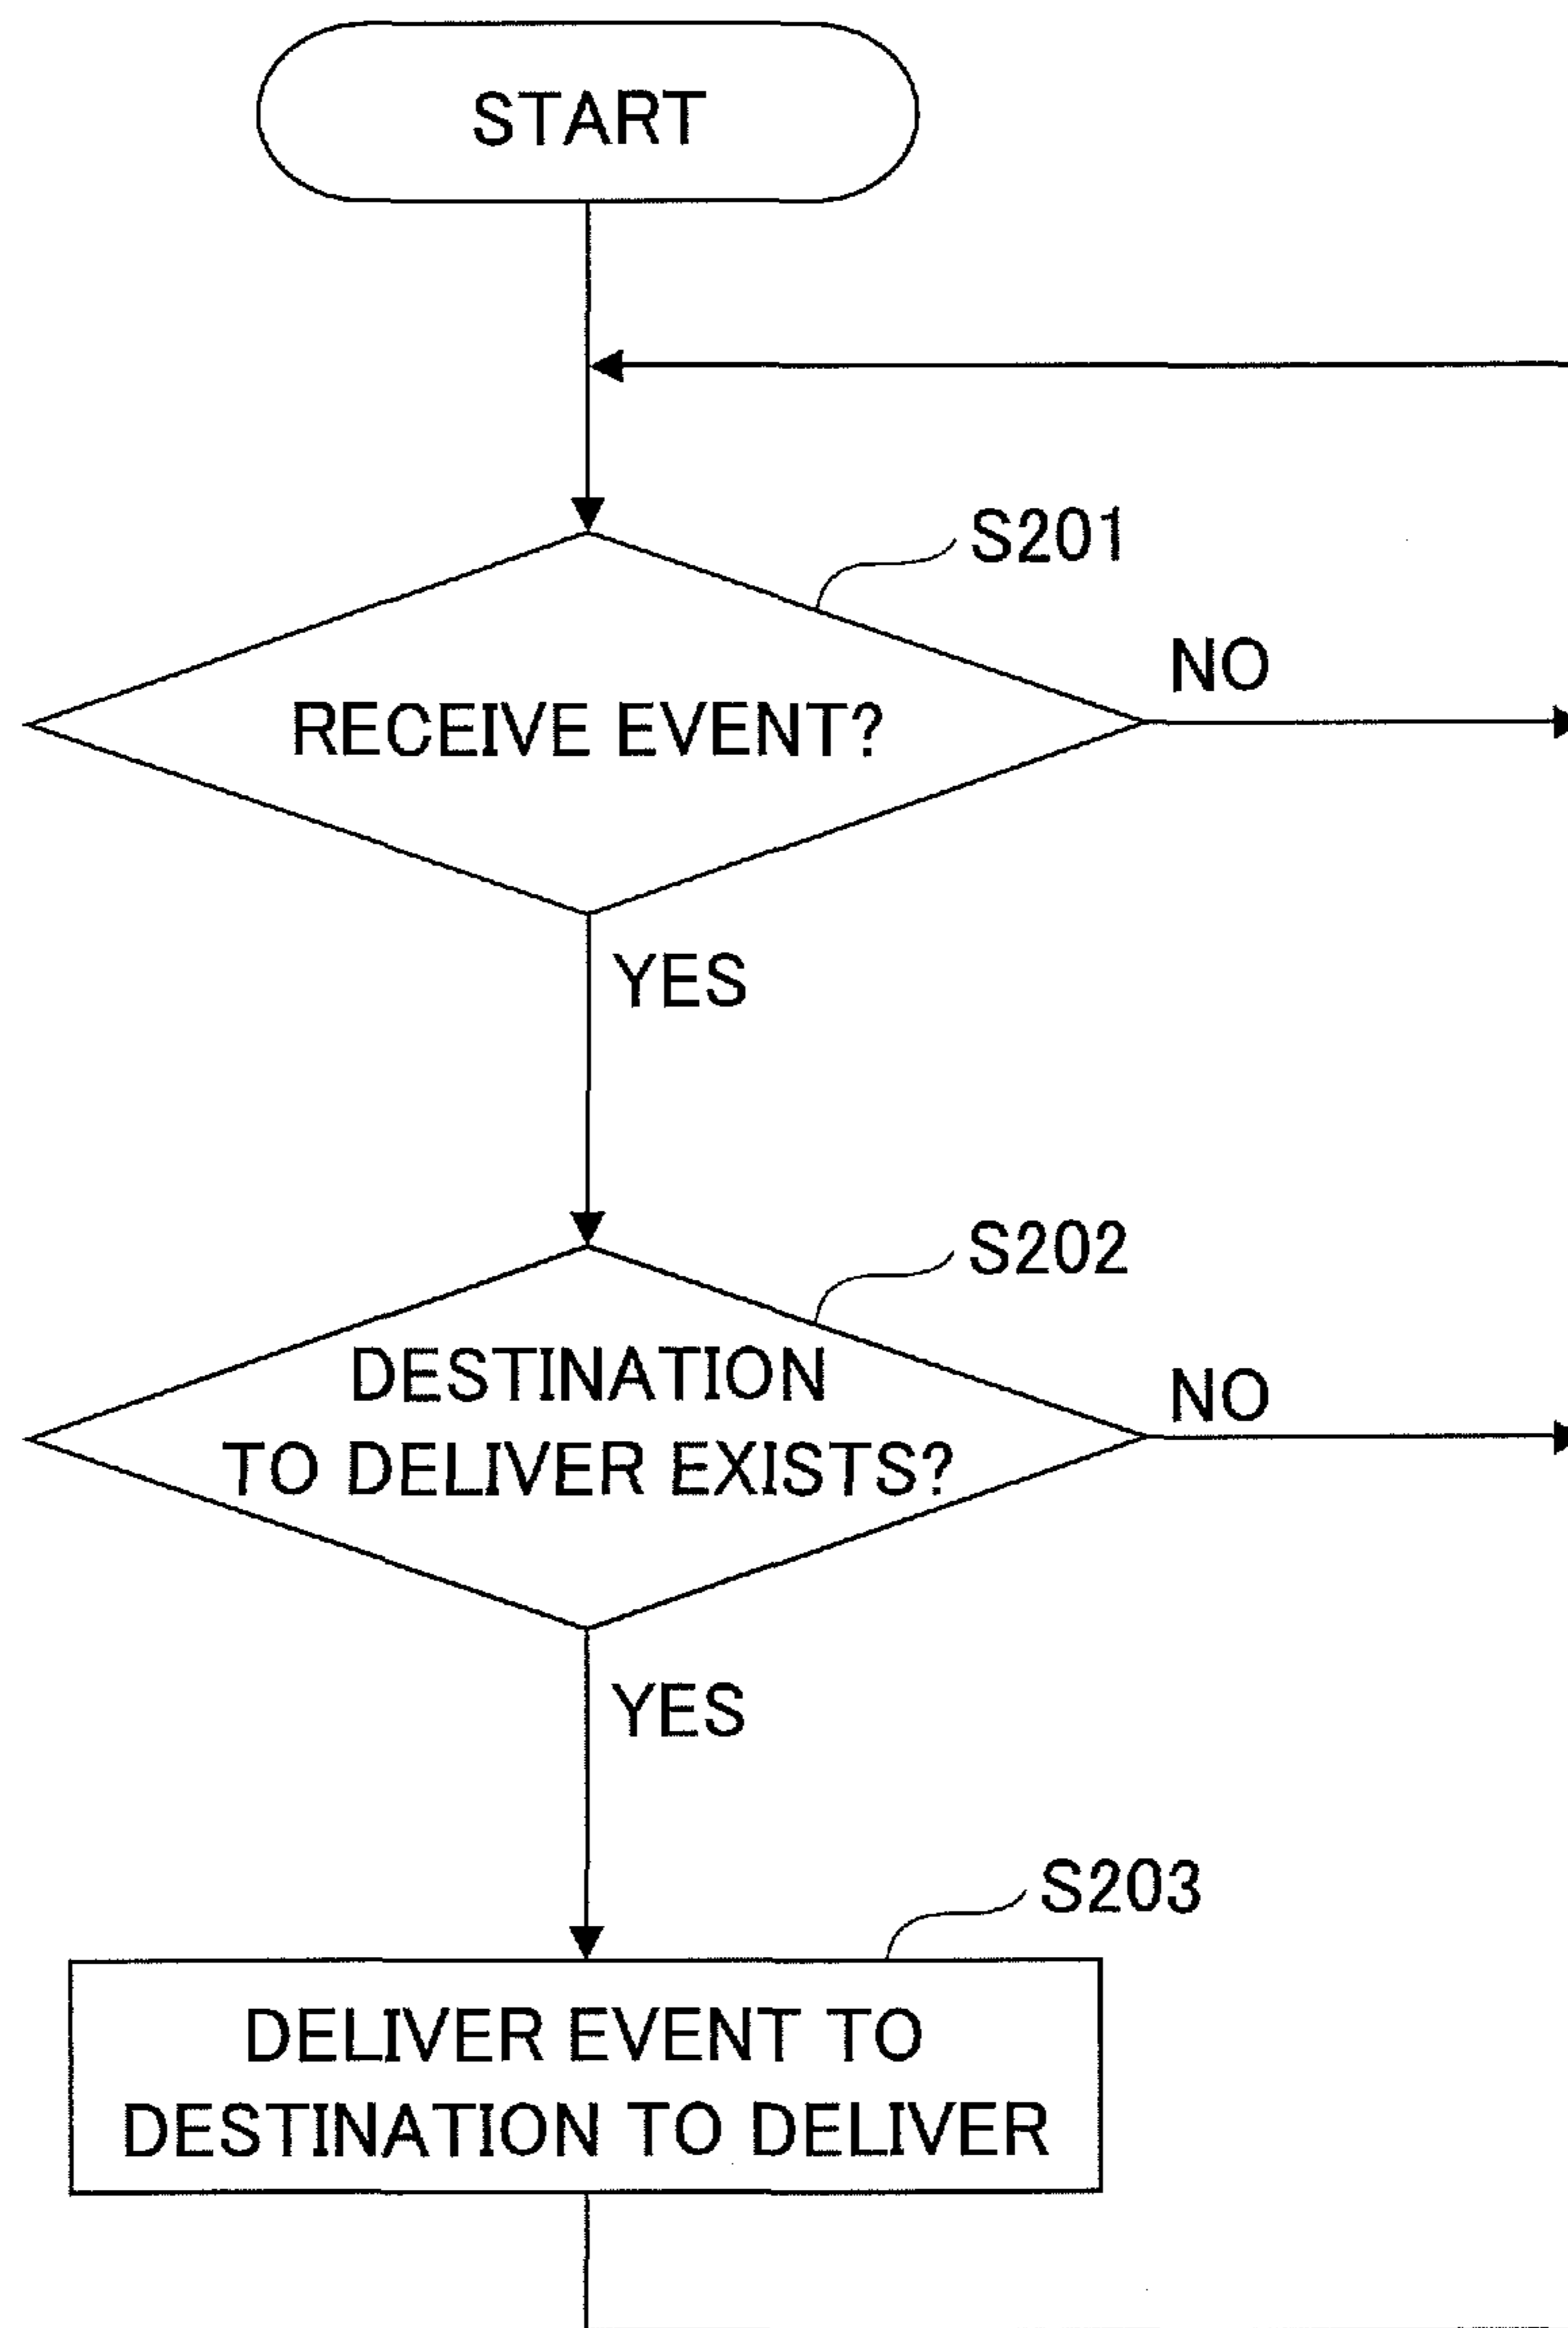 START
S201
RECEIVE EVENT?
NO
YES
S202
DESTINATION
TO DELIVER EXISTS?
NO
YES
S203
DELIVER EVENT TO
DESTINATION TO DELIVER